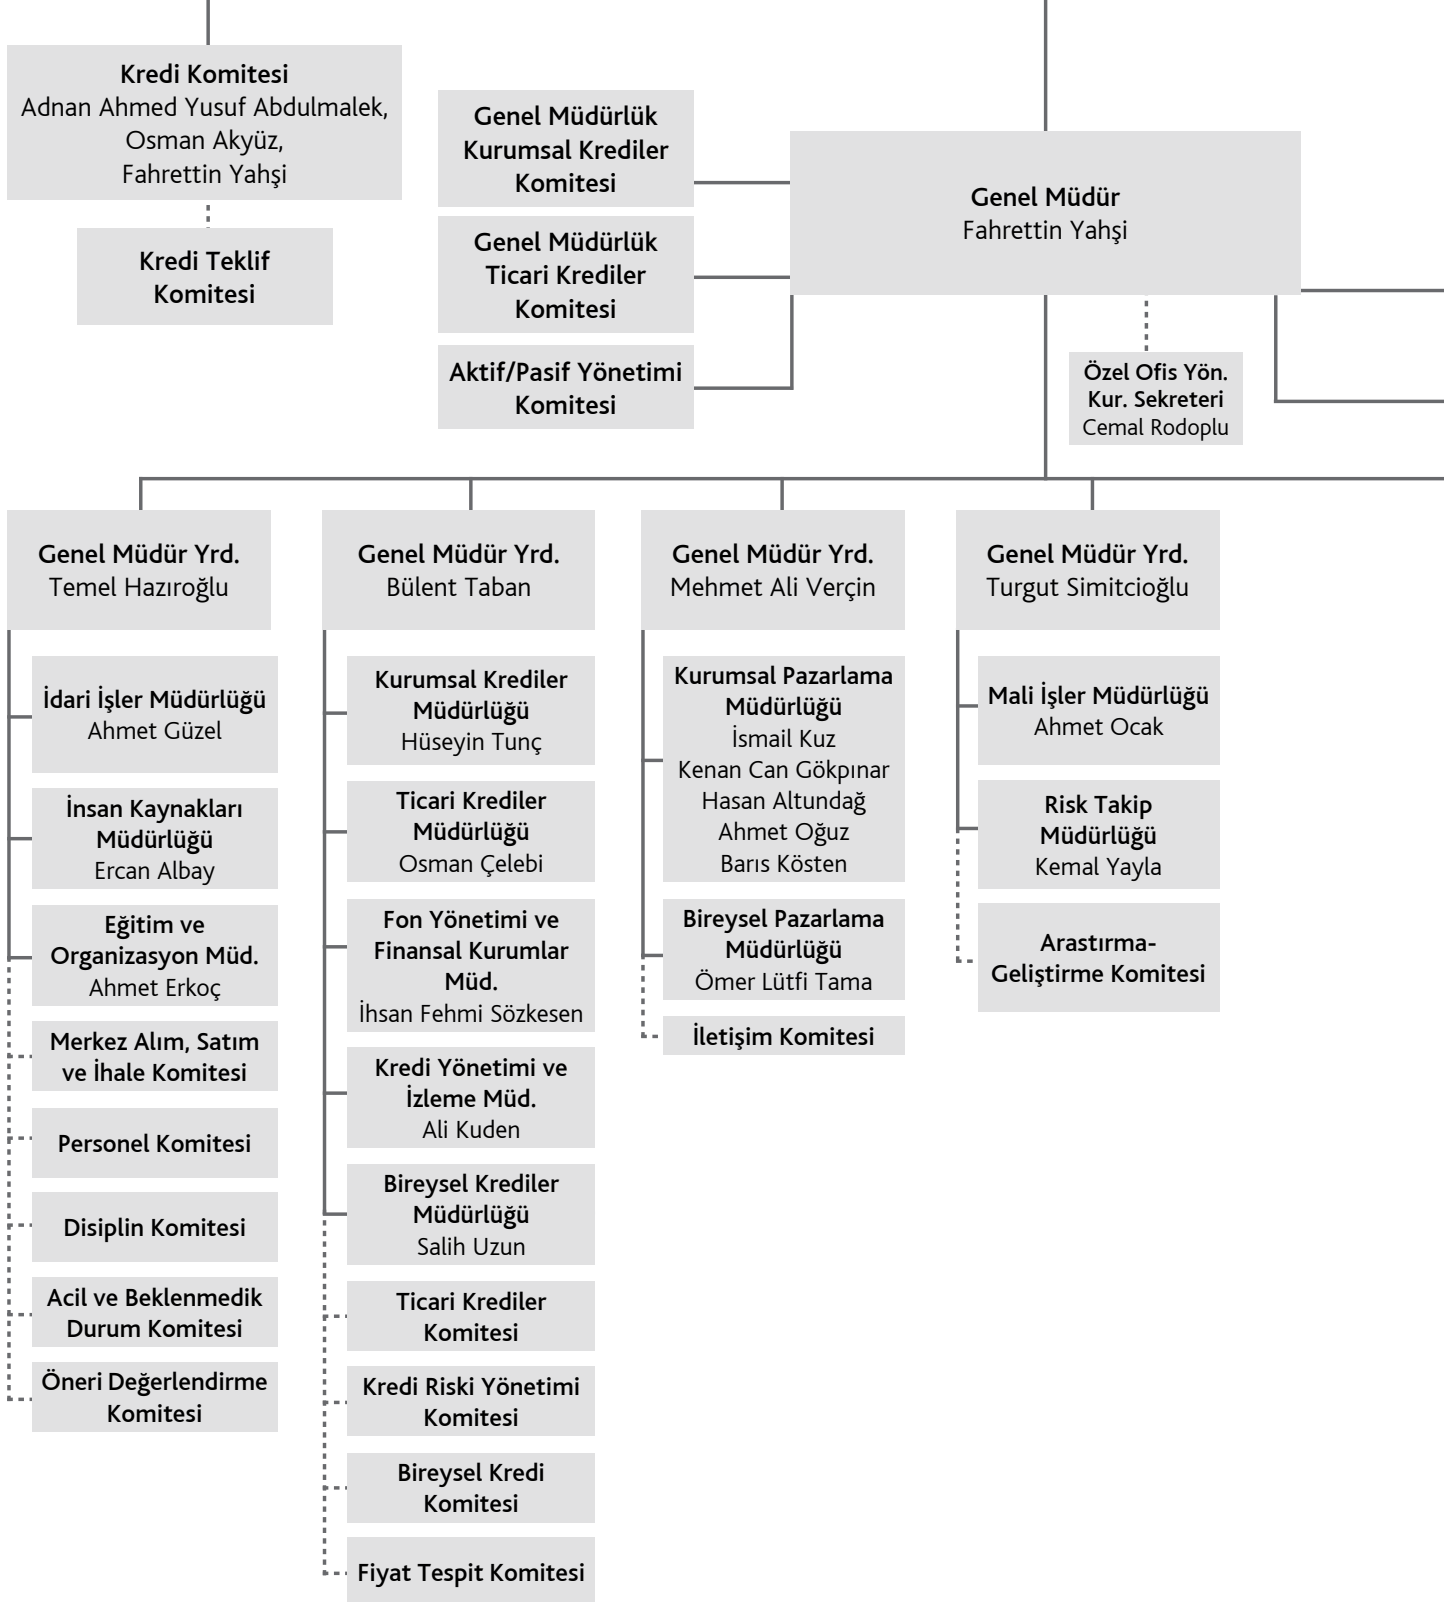 Kredi Komitesi
Adnan Ahmed Yusuf Abdulmalek,
Osman Akyüz,
Fahrettin Yahşi
Kredi Teklif
Komitesi
Genel Müdürlük
Kurumsal Krediler
Komitesi
Genel Müdürlük
Ticari Krediler
Komitesi
Aktif/Pasif Yönetimi
Komitesi
Genel Müdür
Fahrettin Yahşi
Özel Ofis Yön.
Kur. Sekreteri
Cemal Rodoplu
Genel Müdür Yrd.
Temel Hazıroğlu
İdari İşler Müdürlüğü
Ahmet Güzel
İnsan Kaynakları
Müdürlüğü
Ercan Albay
Eğitim ve
Organizasyon Müd.
Ahmet Erkoç
Merkez Alım, Satım
ve İhale Komitesi
Personel Komitesi
Disiplin Komitesi
Acil ve Beklenmedik
Durum Komitesi
Öneri Değerlendirme
Komitesi
Genel Müdür Yrd.
Bülent Taban
Kurumsal Krediler
Müdürlüğü
Hüseyin Tunç
Ticari Krediler
Müdürlüğü
Osman Çelebi
Fon Yönetimi ve
Finansal Kurumlar
Müd.
İhsan Fehmi Sözkesen
Kredi Yönetimi ve
İzleme Müd.
Ali Kuden
Bireysel Krediler
Müdürlüğü
Salih Uzun
Ticari Krediler
Komitesi
Kredi Riski Yönetimi
Komitesi
Bireysel Kredi
Komitesi
Fiyat Tespit Komitesi
Genel Müdür Yrd.
Mehmet Ali Verçin
Kurumsal Pazarlama
Müdürlüğü
İsmail Kuz
Kenan Can Gökpınar
Hasan Altundağ
Ahmet Oğuz
Barıs Kösten
Bireysel Pazarlama
Müdürlüğü
Ömer Lütfi Tama
İletişim Komitesi
Genel Müdür Yrd.
Turgut Simitcioğlu
Mali İşler Müdürlüğü
Ahmet Ocak
Risk Takip
Müdürlüğü
Kemal Yayla
Arastırma-
Geliştirme Komitesi